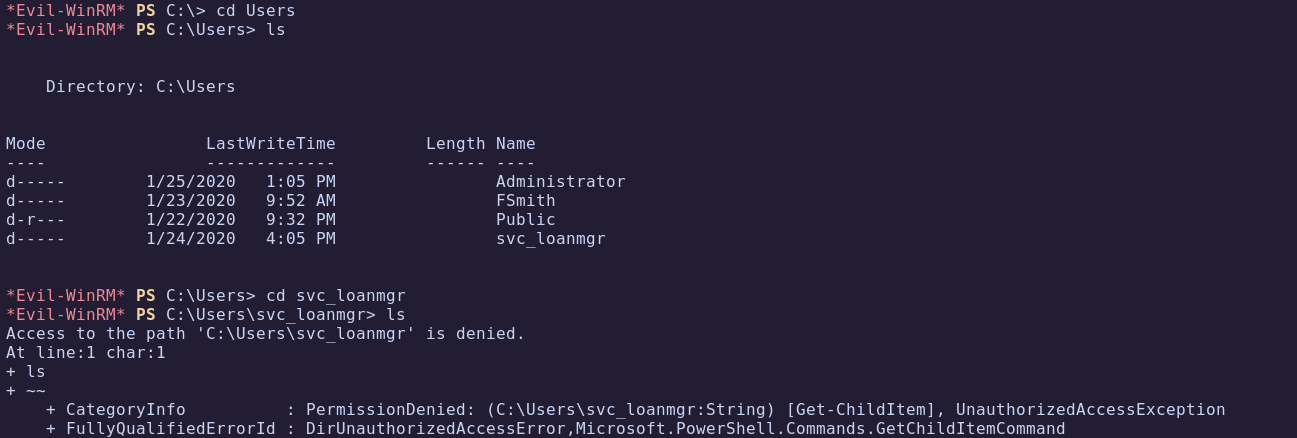 *Evil-WinRM* PS C:\> cd Users
*Evil-WinRM* PS C:\Users> ls
Directory: C:\Users
Mode                LastWriteTime         Length Name
----                -------------         ------ ----
d-----        1/25/2020   1:05 PM                Administrator
d-----        1/23/2020   9:52 AM                FSmith
d-r---        1/22/2020   9:32 PM                Public
d-----        1/24/2020   4:05 PM                svc_loanmgr
*Evil-WinRM* PS C:\Users> cd svc_loanmgr
*Evil-WinRM* PS C:\Users\svc_loanmgr> ls
Access to the path 'C:\Users\svc_loanmgr' is denied.
At line:1 char:1
+ ls
+ ~~
    + CategoryInfo          : PermissionDenied: (C:\Users\svc_loanmgr:String) [Get-ChildItem], UnauthorizedAccessException
    + FullyQualifiedErrorId : DirUnauthorizedAccessError,Microsoft.PowerShell.Commands.GetChildItemCommand